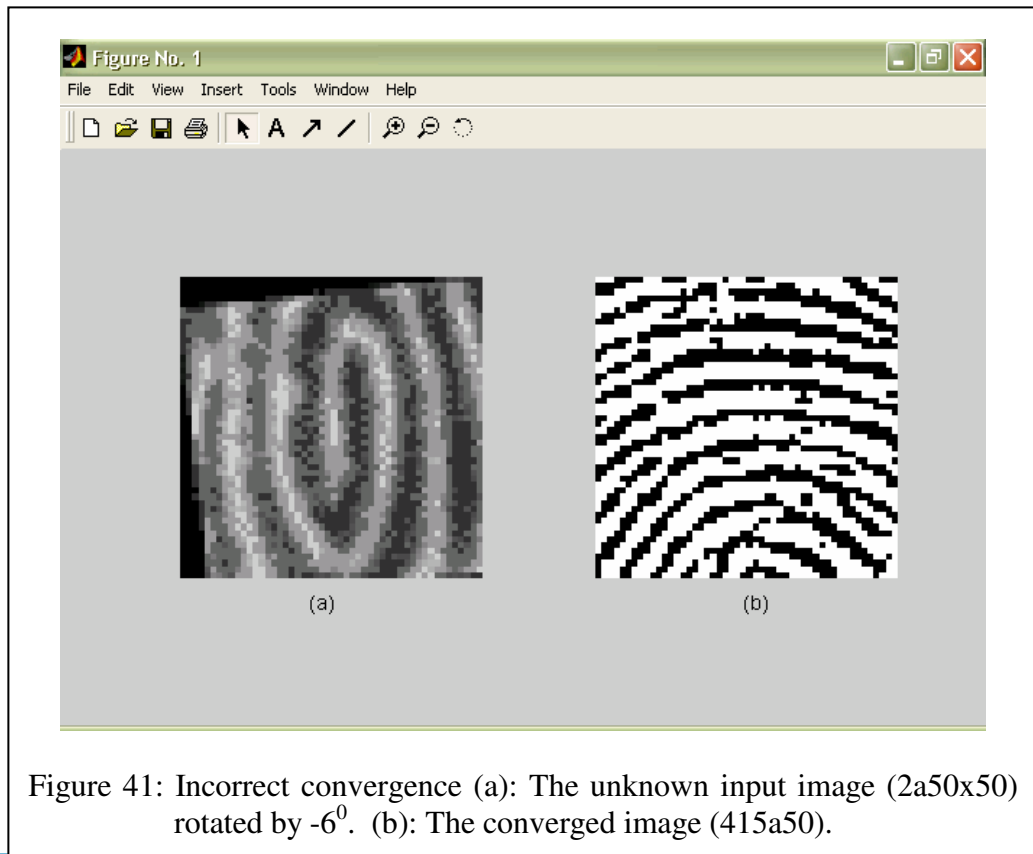 Figure No. 1
File Edit View Insert Tools Window Help
A
(a) (b)
Figure 41: Incorrect convergence (a): The unknown input image (2a50x50)
rotated by -6⁰. (b): The converged image (415a50).